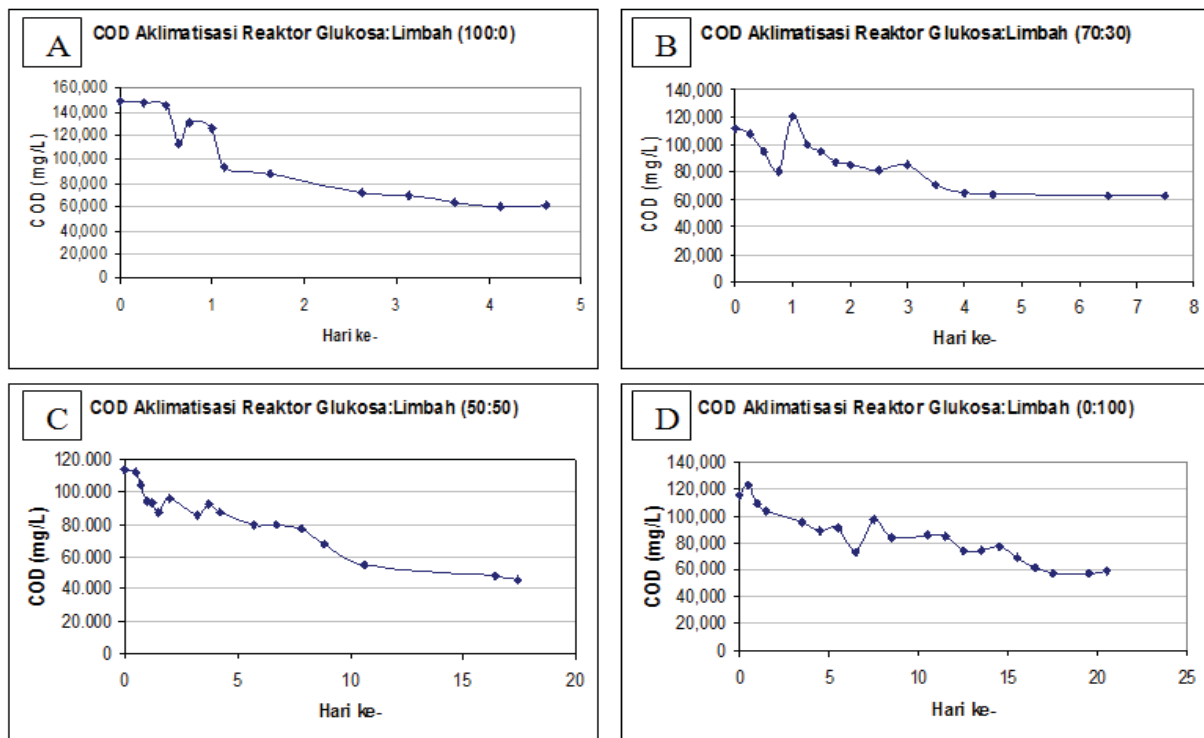 A
COD Aklimatisasi Reaktor Glukosa:Limbah (100:0)
COD (mg/L)
160,000
140,000
120,000
100,000
80,000
60,000
40,000
20,000
0
0 1 2 3 4 5
Hari ke-
B
COD Aklimatisasi Reaktor Glukosa:Limbah (70:30)
COD (mg/L)
140,000
120,000
100,000
80,000
60,000
40,000
20,000
0
0 1 2 3 4 5 6 7 8
Hari ke-
C
COD Aklimatisasi Reaktor Glukosa:Limbah (50:50)
COD (mg/L)
120.000
100.000
80.000
60.000
40.000
20.000
0
0 5 10 15 20
Hari ke-
D
COD Aklimatisasi Reaktor Glukosa:Limbah (0:100)
COD (mg/L)
140,000
120,000
100,000
80,000
60,000
40,000
20,000
0
0 5 10 15 20 25
Hari ke-